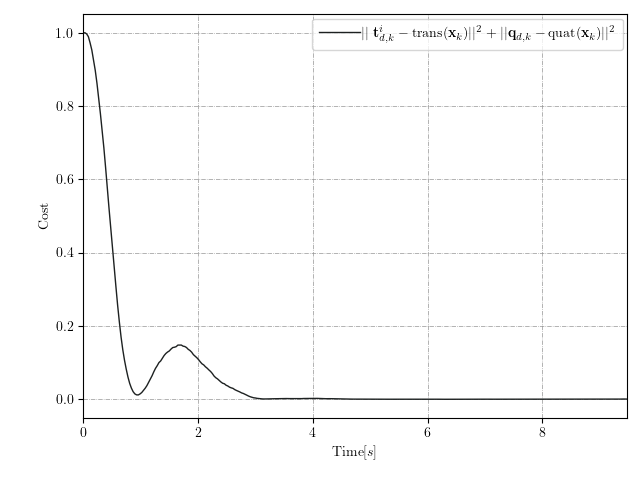 || t^i_{d,k} − trans(x_k)||² + ||q_{d,k} − quat(x_k)||²
1.0
0.8
0.6
0.4
0.2
0.0
Cost
0 2 4 6 8
Time[s]